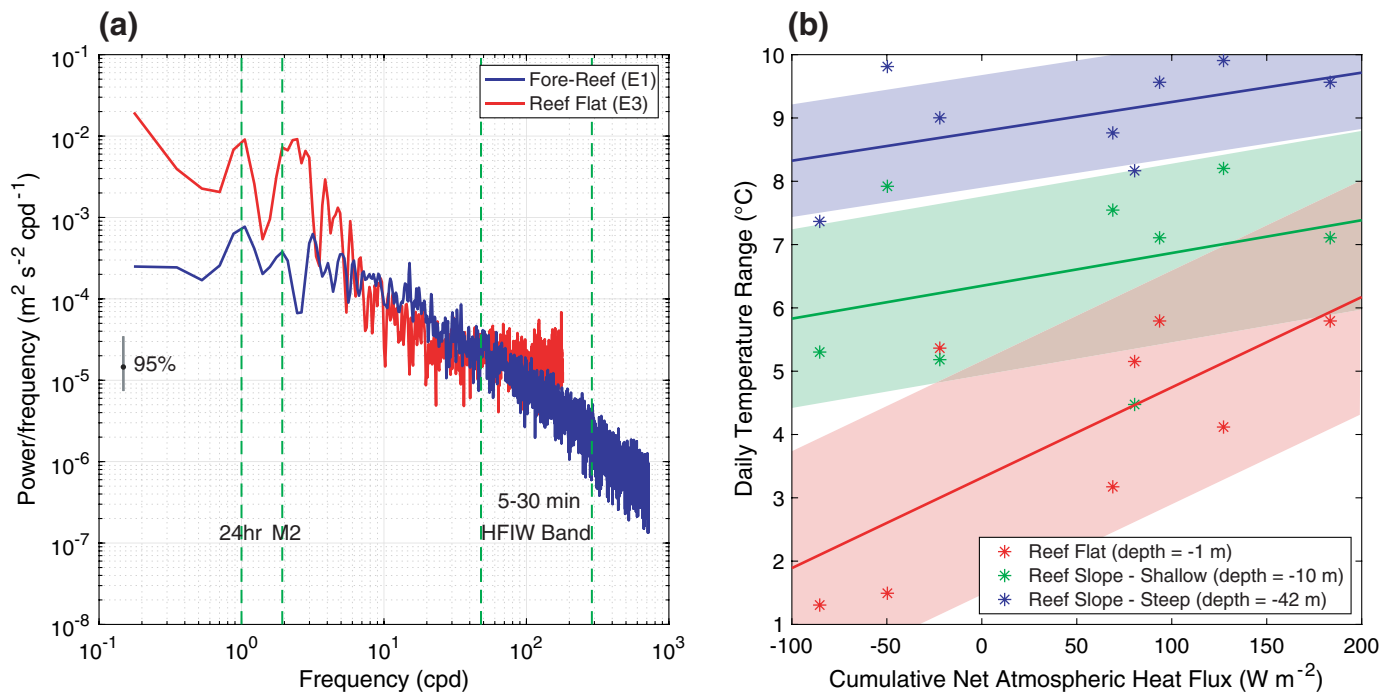 (a)
Power/frequency (m² s⁻² cpd⁻¹)
10⁻¹
10⁻²
10⁻³
10⁻⁴
10⁻⁵
10⁻⁶
10⁻⁷
10⁻⁸
Fore-Reef (E1)
Reef Flat (E3)
95%
24hr M2
5-30 min
HFIW Band
10⁻¹ 10⁰ 10¹ 10² 10³
Frequency (cpd)
(b)
Daily Temperature Range (°C)
10
9
8
7
6
5
4
3
2
1
Reef Flat (depth = -1 m)
Reef Slope - Shallow (depth = -10 m)
Reef Slope - Steep (depth = -42 m)
-100 -50 0 50 100 150 200
Cumulative Net Atmospheric Heat Flux (W m⁻²)